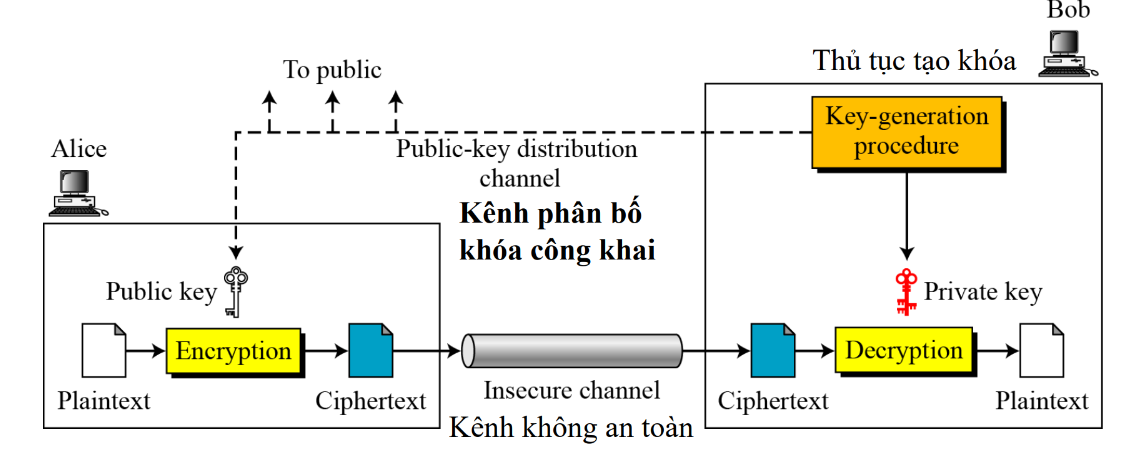 Bob
Thủ tục tạo khóa
To public
Key-generation
procedure
Alice
Public-key distribution
channel
Kênh phân bố
khóa công khai
Public key
Private key
Encryption
Decryption
Plaintext
Ciphertext
Insecure channel
Ciphertext
Plaintext
Kênh không an toàn